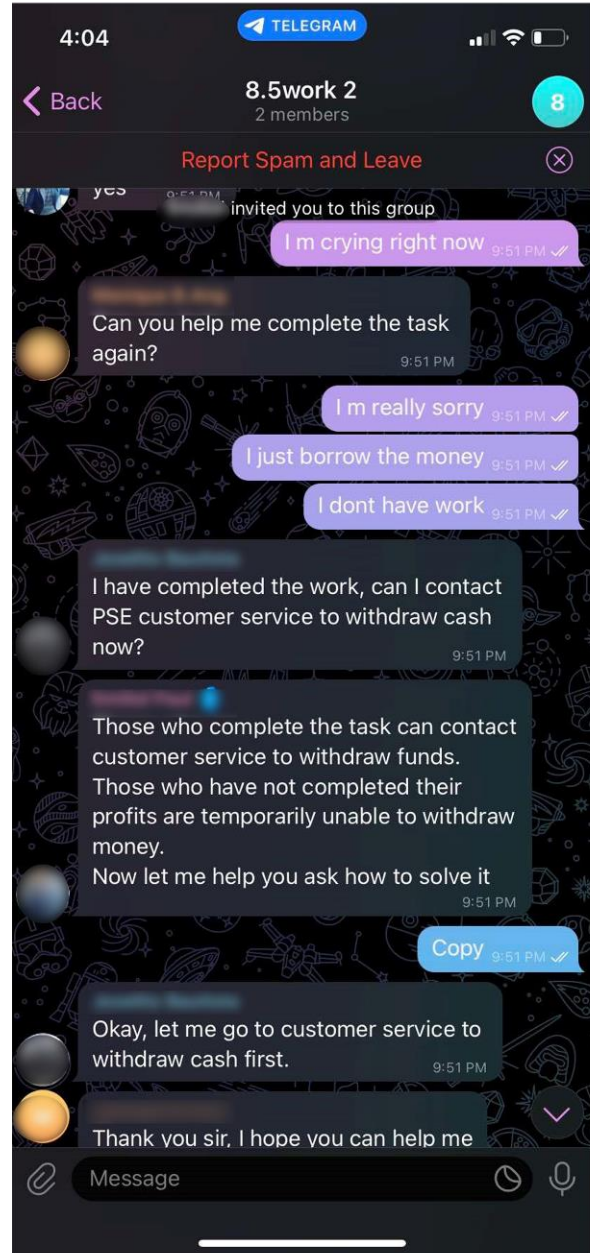 4:04
TELEGRAM
Back
8.5work 2
2 members
8
Report Spam and Leave
yes
9:51 PM
invited you to this group
I m crying right now 9:51 PM
Can you help me complete the task
again?
9:51 PM
I m really sorry 9:51 PM
I just borrow the money 9:51 PM
I dont have work 9:51 PM
I have completed the work, can I contact
PSE customer service to withdraw cash
now?
9:51 PM
Those who complete the task can contact
customer service to withdraw funds.
Those who have not completed their
profits are temporarily unable to withdraw
money.
Now let me help you ask how to solve it
9:51 PM
Copy 9:51 PM
Okay, let me go to customer service to
withdraw cash first.
9:51 PM
Thank you sir, I hope you can help me
Message